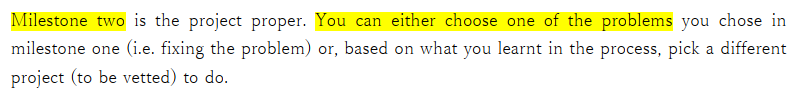 Milestone two is the project proper. You can either choose one of the problems you chose in
milestone one (i.e. fixing the problem) or, based on what you learnt in the process, pick a different
project (to be vetted) to do.